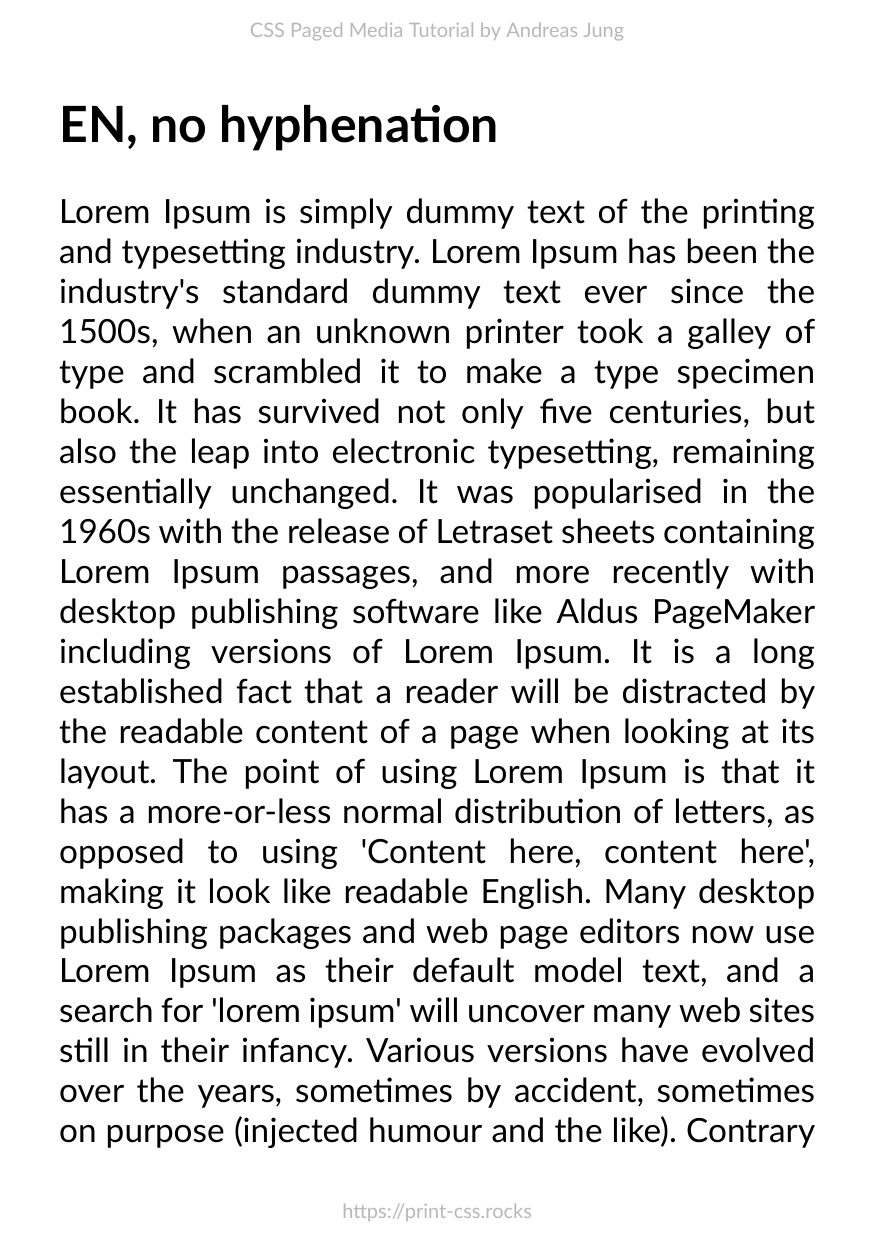 CSS Paged Media Tutorial by Andreas Jung
EN, no hyphenation
Lorem Ipsum is simply dummy text of the printing
and typesetting industry. Lorem Ipsum has been the
industry's standard dummy text ever since the
1500s, when an unknown printer took a galley of
type and scrambled it to make a type specimen
book. It has survived not only five centuries, but
also the leap into electronic typesetting, remaining
essentially unchanged. It was popularised in the
1960s with the release of Letraset sheets containing
Lorem Ipsum passages, and more recently with
desktop publishing software like Aldus PageMaker
including versions of Lorem Ipsum. It is a long
established fact that a reader will be distracted by
the readable content of a page when looking at its
layout. The point of using Lorem Ipsum is that it
has a more-or-less normal distribution of letters, as
opposed to using 'Content here, content here',
making it look like readable English. Many desktop
publishing packages and web page editors now use
Lorem Ipsum as their default model text, and a
search for 'lorem ipsum' will uncover many web sites
still in their infancy. Various versions have evolved
over the years, sometimes by accident, sometimes
on purpose (injected humour and the like). Contrary
https://print-css.rocks